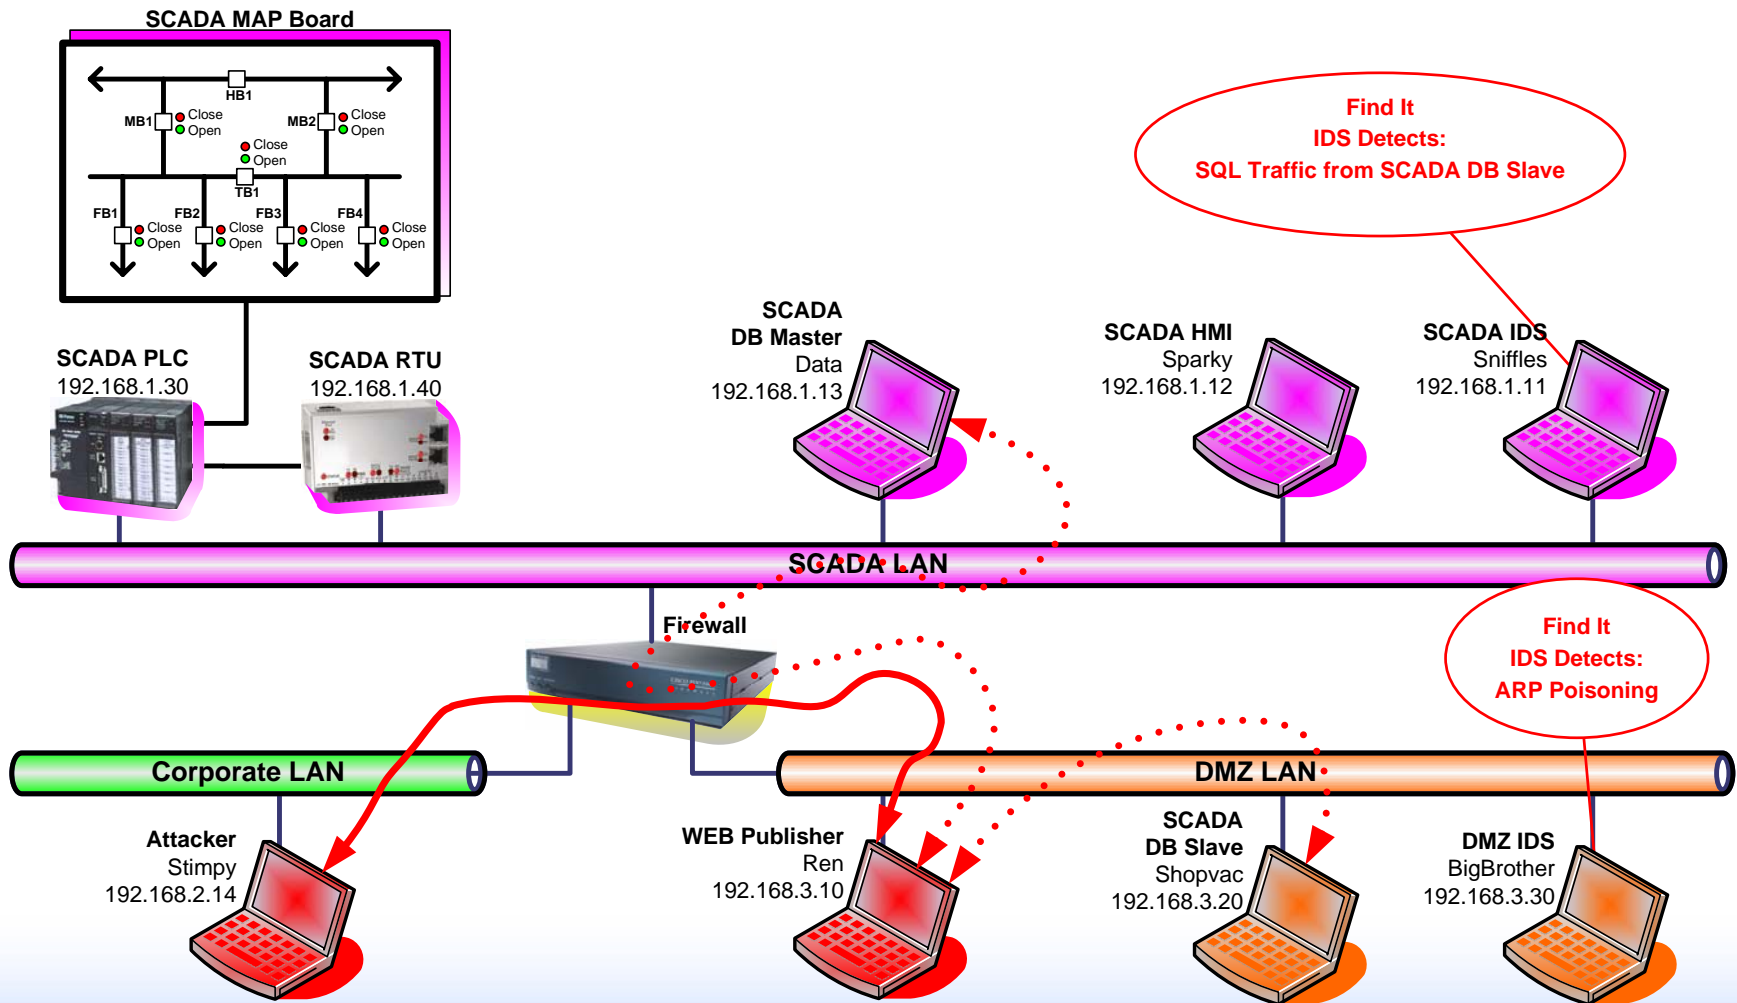 SCADA MAP Board
HB1
MB1
Close
Open
MB2
Close
Open
Close
Open
TB1
FB1
Close
Open
FB2
Close
Open
FB3
Close
Open
FB4
Close
Open
Find It
IDS Detects:
SQL Traffic from SCADA DB Slave
SCADA PLC
192.168.1.30
SCADA RTU
192.168.1.40
SCADA
DB Master
Data
192.168.1.13
SCADA HMI
Sparky
192.168.1.12
SCADA IDS
Sniffles
192.168.1.11
SCADA LAN
Firewall
Find It
IDS Detects:
ARP Poisoning
Corporate LAN
DMZ LAN
Attacker
Stimpy
192.168.2.14
WEB Publisher
Ren
192.168.3.10
SCADA
DB Slave
Shopvac
192.168.3.20
DMZ IDS
BigBrother
192.168.3.30